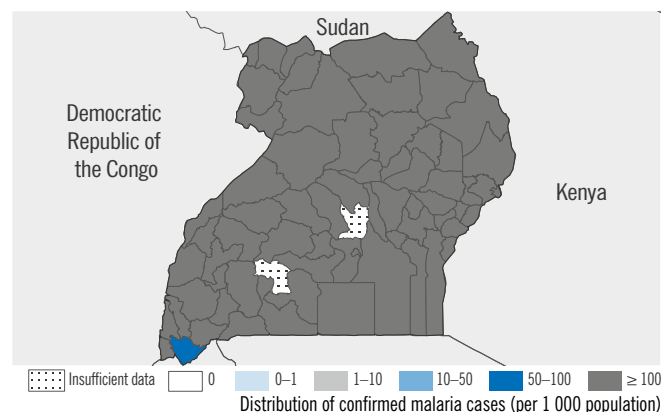 Sudan
Democratic
Republic of
the Congo
Kenya
Insufficient data 0 0–1 1–10 10–50 50–100 ≥ 100
Distribution of confirmed malaria cases (per 1 000 population)